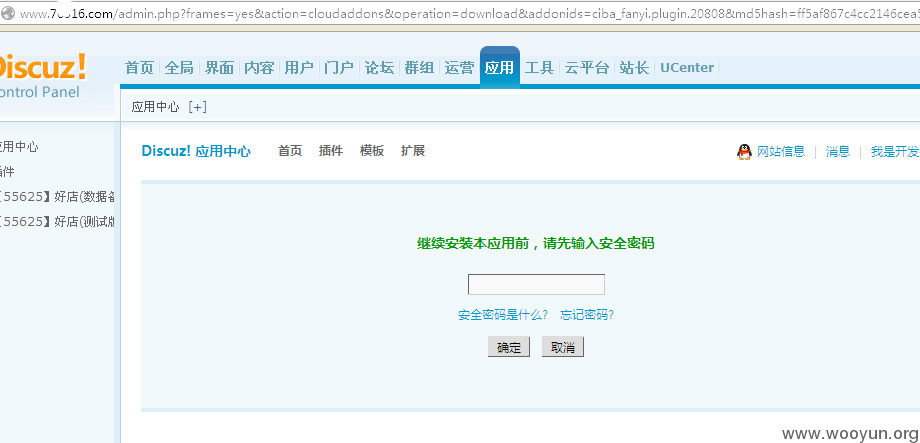 www.70516.com/admin.php?frames=yes&action=cloudaddons&operation=download&addonids=ciba_fanyi.plugin.20808&md5hash=ff5af867c4cc2146cea5
Discuz!
ontrol Panel
首页 全局 界面 内容 用户 门户 论坛 群组 运营 应用 工具 云平台 站长 UCenter
应用中心 [+]
应用中心
插件
【55625】好店(数据备
【55625】好店(测试版
Discuz! 应用中心 首页 插件 模板 扩展
网站信息 | 消息 | 我是开发
继续安装本应用前，请先输入安全密码
安全密码是什么? 忘记密码?
确定 取消
www.wooyun.org